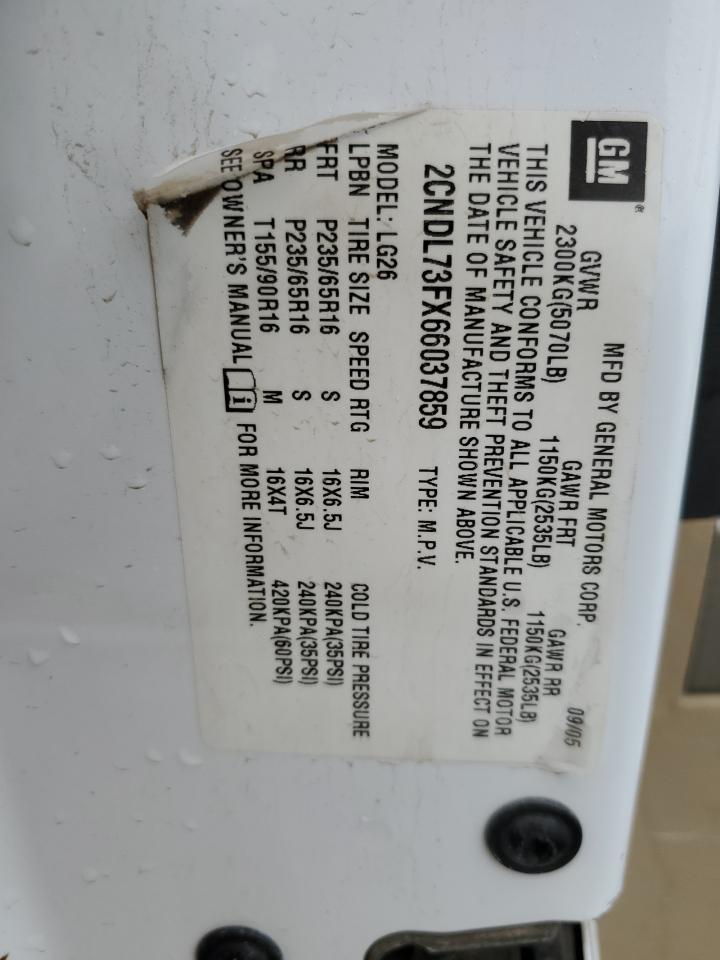 GM®
MFD BY GENERAL MOTORS CORP. 09/05
GVWR GAWR FRT GAWR RR
2300KG(5070LB) 1150KG(2535LB) 1150KG(2535LB)
THIS VEHICLE CONFORMS TO ALL APPLICABLE U.S. FEDERAL MOTOR
VEHICLE SAFETY AND THEFT PREVENTION STANDARDS IN EFFECT ON
THE DATE OF MANUFACTURE SHOWN ABOVE.
2CNDL73FX66037859 TYPE: M.P.V.
MODEL: LG26
LPBN TIRE SIZE SPEED RTG RIM COLD TIRE PRESSURE
FRT P235/65R16 S 16X6.5J 240KPA(35PSI)
RR P235/65R16 S 16X6.5J 240KPA(35PSI)
SPA T155/90R16 M 16X4T 420KPA(60PSI)
SEE OWNER'S MANUAL i FOR MORE INFORMATION.